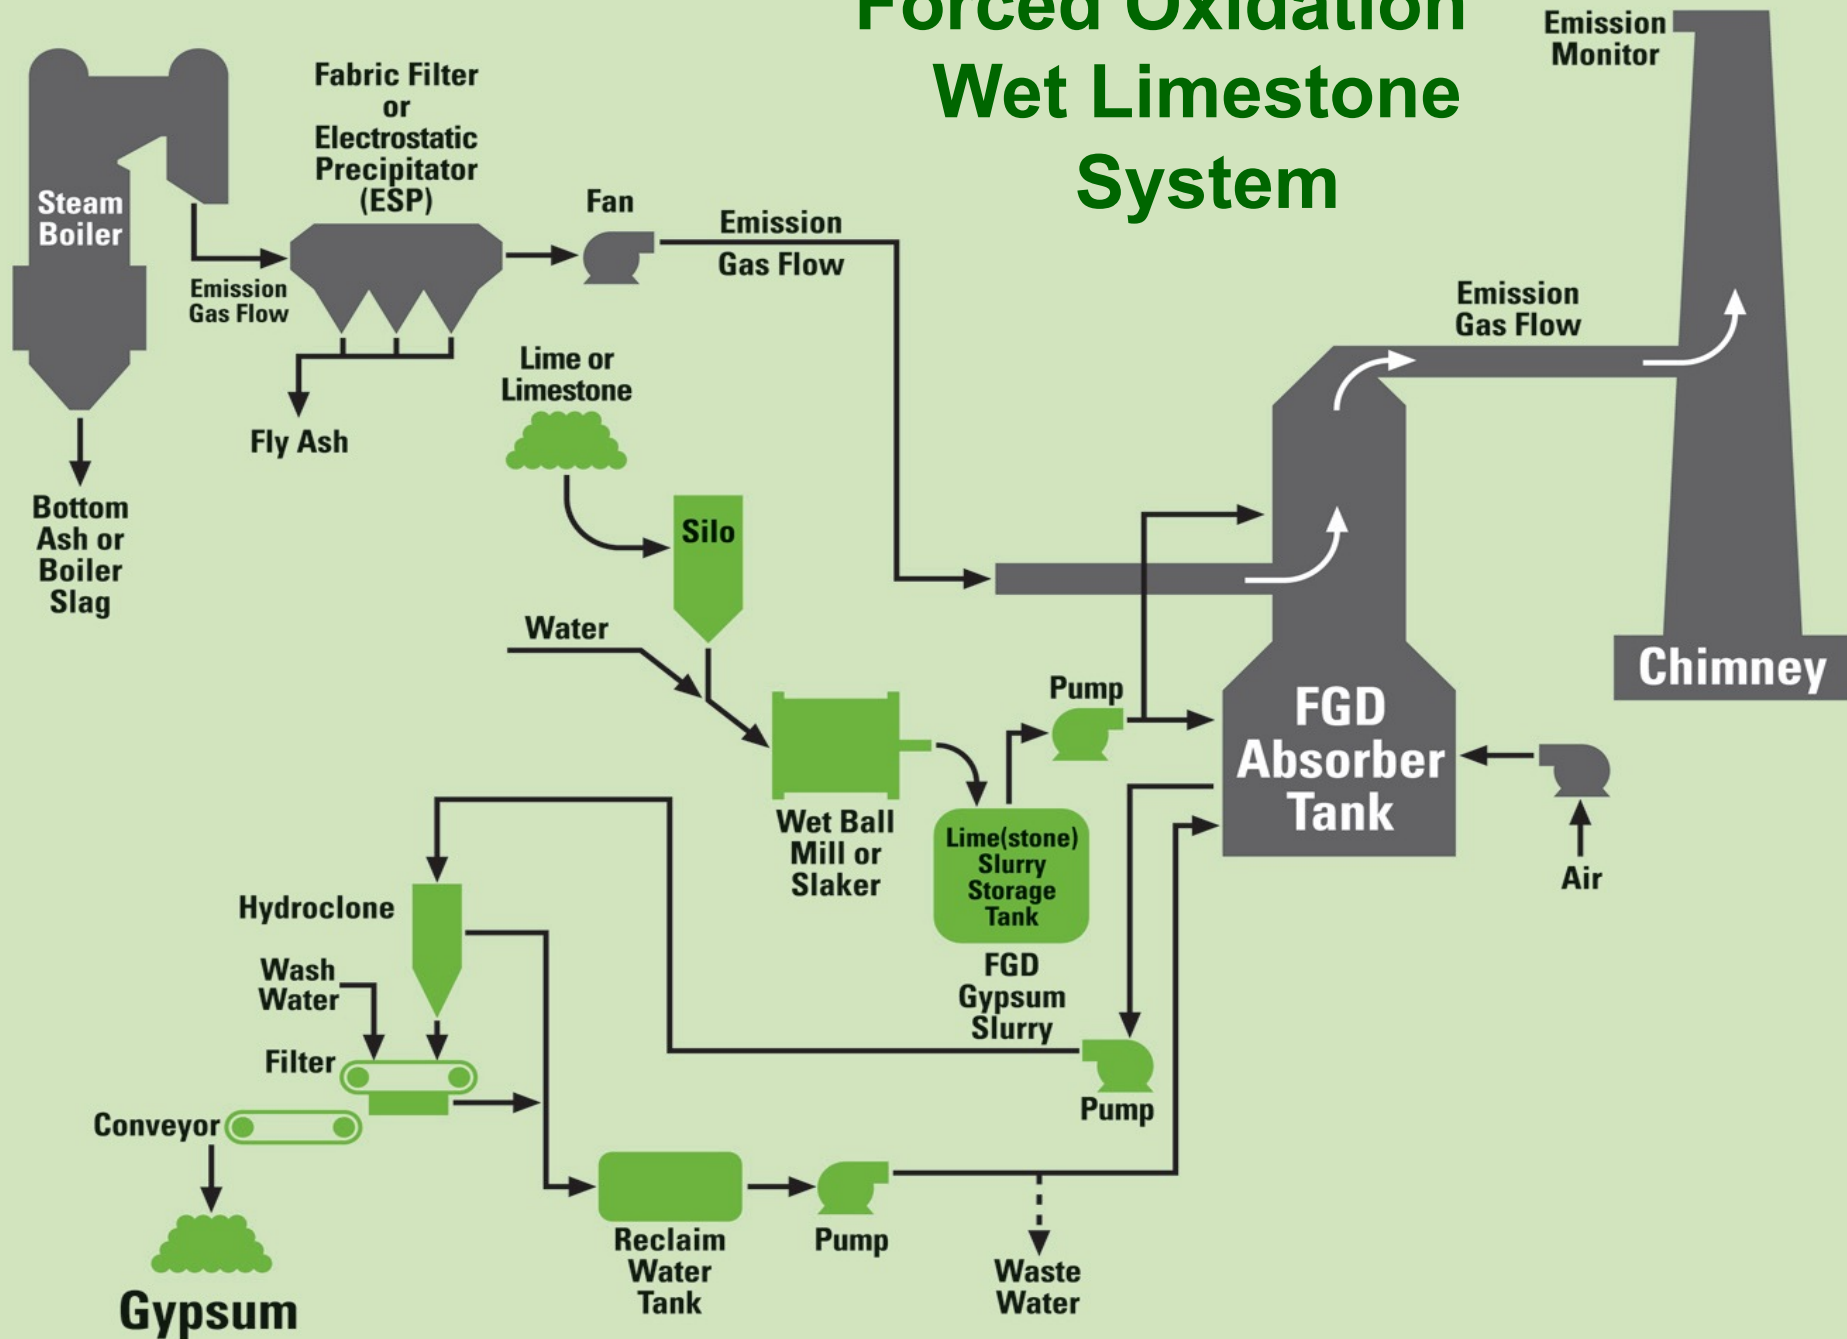 Forced Oxidation
Wet Limestone
System
Emission
Monitor
Fabric Filter
or
Electrostatic
Precipitator
(ESP)
Steam
Boiler
Fan
Emission
Gas Flow
Emission
Gas Flow
Emission
Gas Flow
Lime or
Limestone
Fly Ash
Bottom
Ash or
Boiler
Slag
Silo
Water
Chimney
Pump
FGD
Absorber
Tank
Wet Ball
Mill or
Slaker
Lime(stone)
Slurry
Storage
Tank
Air
Hydroclone
FGD
Gypsum
Slurry
Wash
Water
Filter
Pump
Conveyor
Reclaim
Water
Tank
Pump
Waste
Water
Gypsum